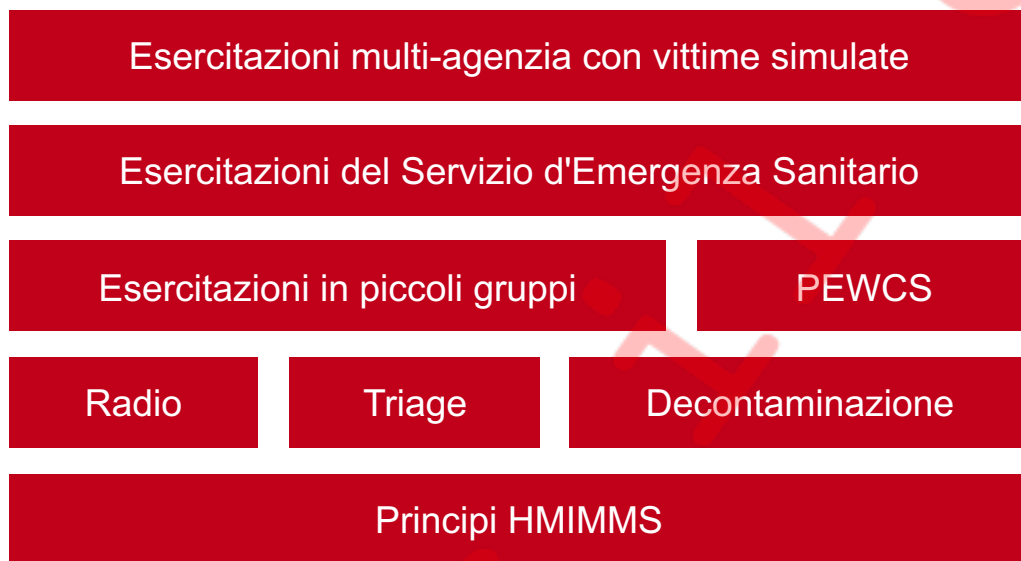 Esercitazioni multi-agenzia con vittime simulate
Esercitazioni del Servizio d'Emergenza Sanitario
Esercitazioni in piccoli gruppi
PEWCS
Radio
Triage
Decontaminazione
Principi HMIMMS